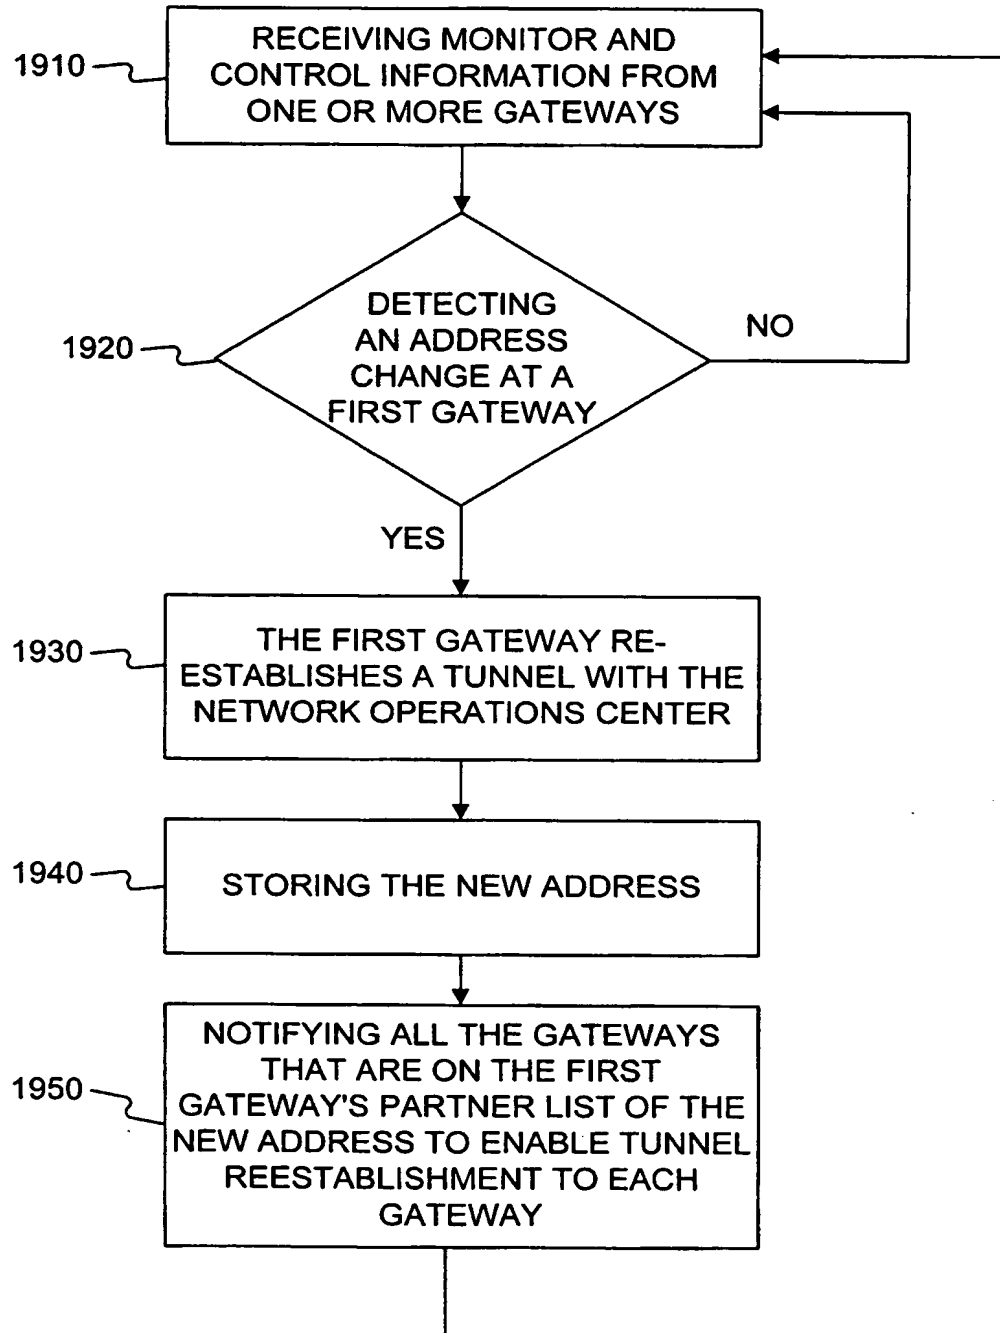 1910
RECEIVING MONITOR AND
CONTROL INFORMATION FROM
ONE OR MORE GATEWAYS
1920
DETECTING
AN ADDRESS
CHANGE AT A
FIRST GATEWAY
NO
YES
1930
THE FIRST GATEWAY RE-
ESTABLISHES A TUNNEL WITH THE
NETWORK OPERATIONS CENTER
1940
STORING THE NEW ADDRESS
1950
NOTIFYING ALL THE GATEWAYS
THAT ARE ON THE FIRST
GATEWAY'S PARTNER LIST OF THE
NEW ADDRESS TO ENABLE TUNNEL
REESTABLISHMENT TO EACH
GATEWAY